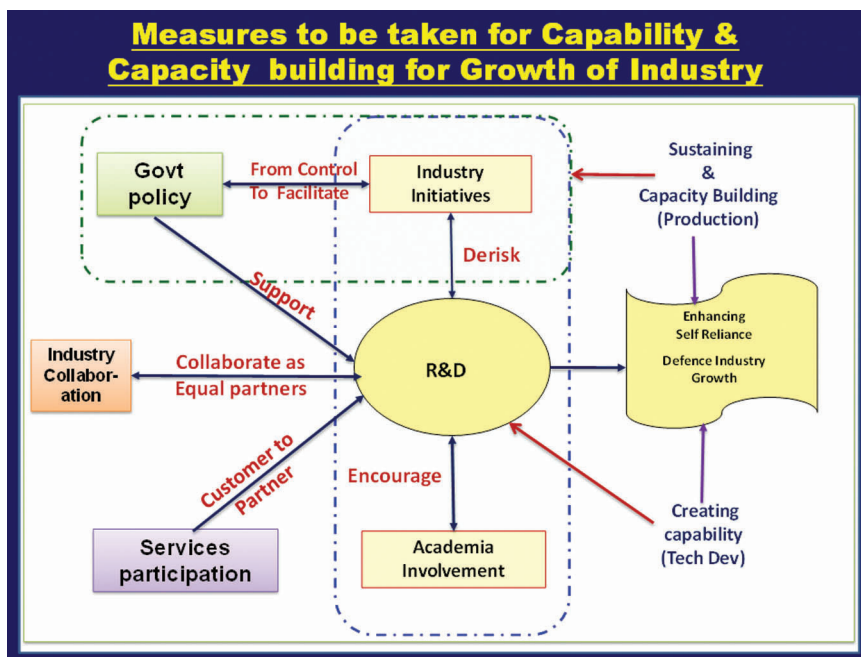 Measures to be taken for Capability &
Capacity building for Growth of Industry
Govt
policy
From Control
To Facilitate
Industry
Initiatives
Sustaining
&
Capacity Building
(Production)
Derisk
Support
Enhancing
Self Reliance
Defence Industry
Growth
Industry
Collabor-
ation
Collaborate as
Equal partners
R&D
Customer to
Partner
Encourage
Services
participation
Academia
Involvement
Creating
capability
(Tech Dev)